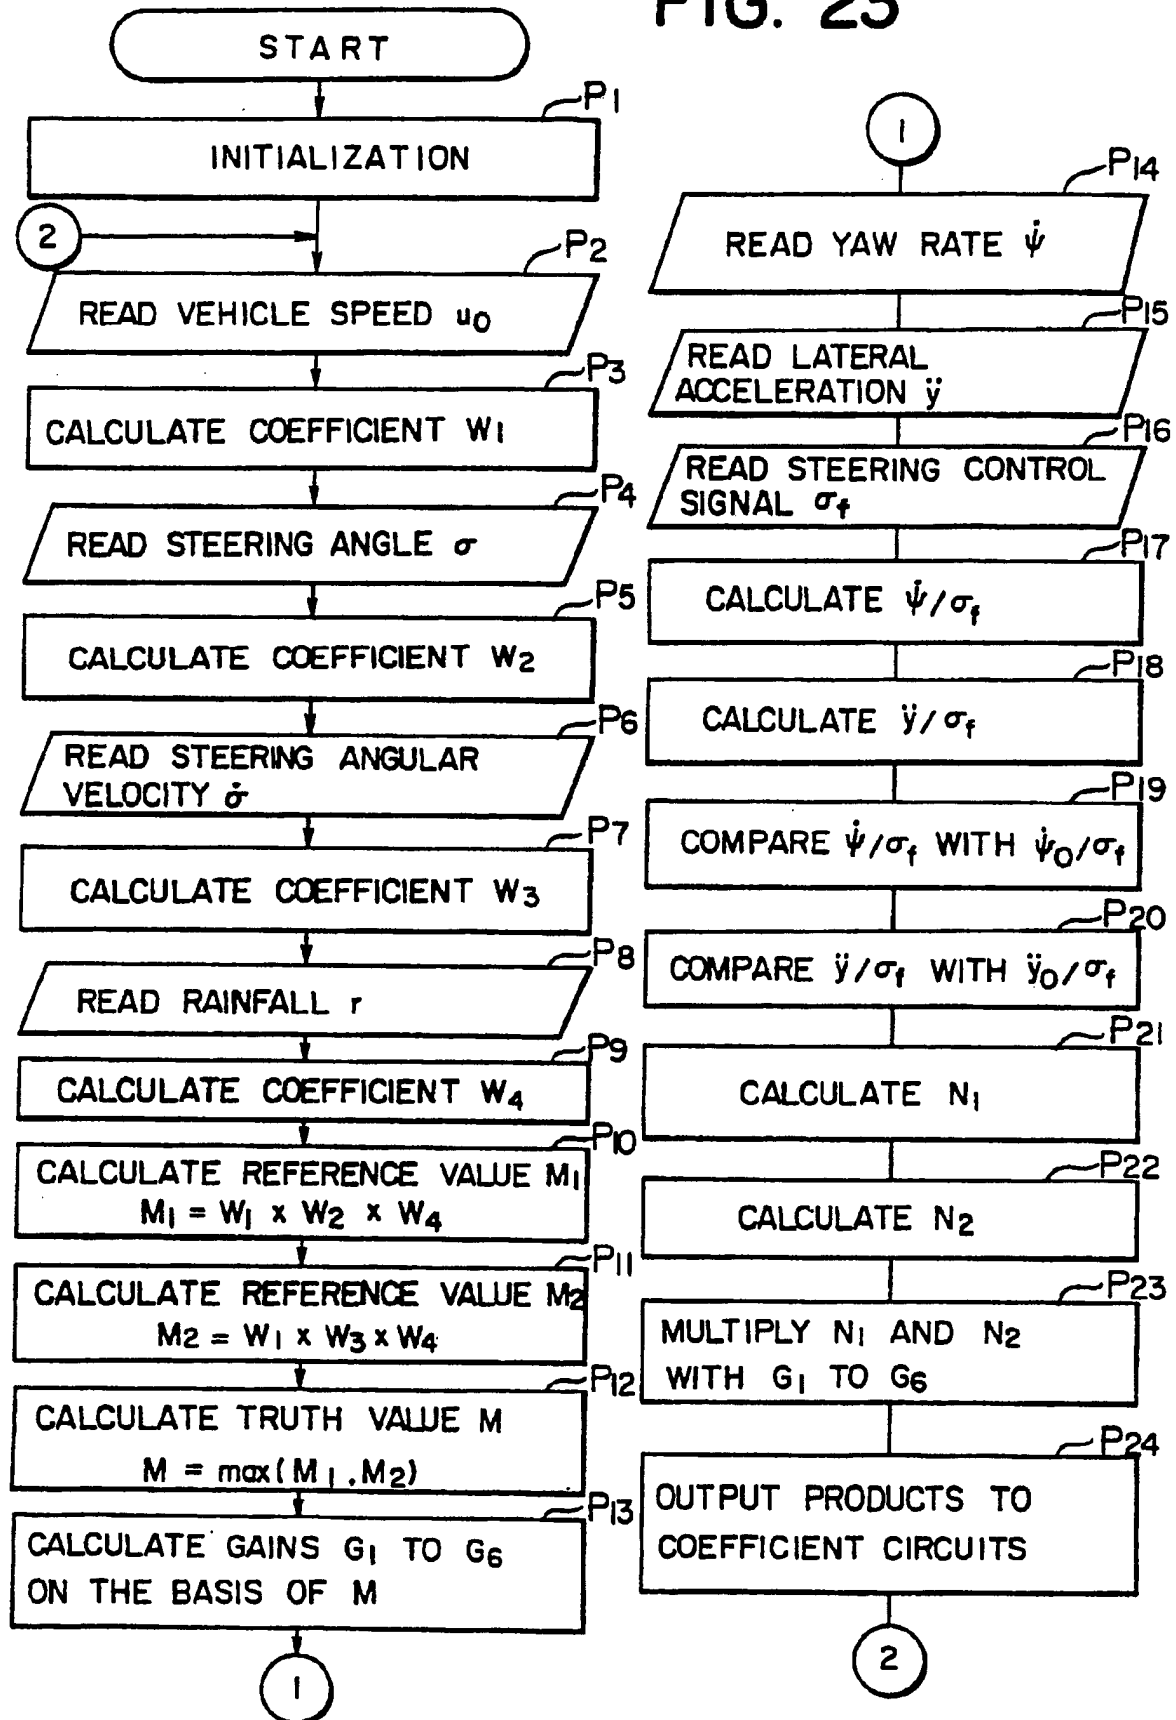 FIG. 23
START
P1
INITIALIZATION
2
P2
READ VEHICLE SPEED u0
P3
CALCULATE COEFFICIENT W1
P4
READ STEERING ANGLE σ
P5
CALCULATE COEFFICIENT W2
P6
READ STEERING ANGULAR
VELOCITY σ̇
P7
CALCULATE COEFFICIENT W3
P8
READ RAINFALL r
P9
CALCULATE COEFFICIENT W4
P10
CALCULATE REFERENCE VALUE M1
M1 = W1 x W2 x W4
P11
CALCULATE REFERENCE VALUE M2
M2 = W1 x W3 x W4
P12
CALCULATE TRUTH VALUE M
M = max(M1.M2)
P13
CALCULATE GAINS G1 TO G6
ON THE BASIS OF M
1
1
P14
READ YAW RATE ψ̇
P15
READ LATERAL
ACCELERATION ÿ
P16
READ STEERING CONTROL
SIGNAL σf
P17
CALCULATE ψ̇/σf
P18
CALCULATE ÿ/σf
P19
COMPARE ψ̇/σf WITH ψ̇0/σf
P20
COMPARE ÿ/σf WITH ÿ0/σf
P21
CALCULATE N1
P22
CALCULATE N2
P23
MULTIPLY N1 AND N2
WITH G1 TO G6
P24
OUTPUT PRODUCTS TO
COEFFICIENT CIRCUITS
2